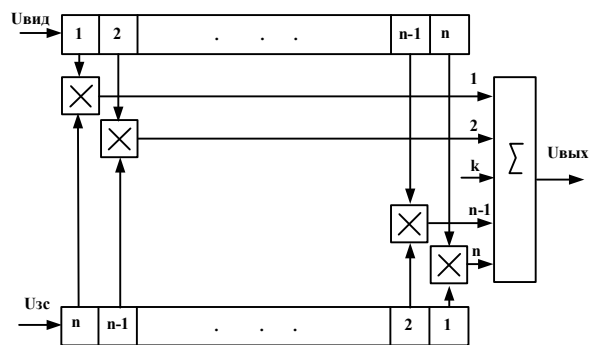 Uвид
1 2 . . . n-1 n
1
2
Σ
Uвых
k
n-1
n
Uзс
n n-1 . . . 2 1